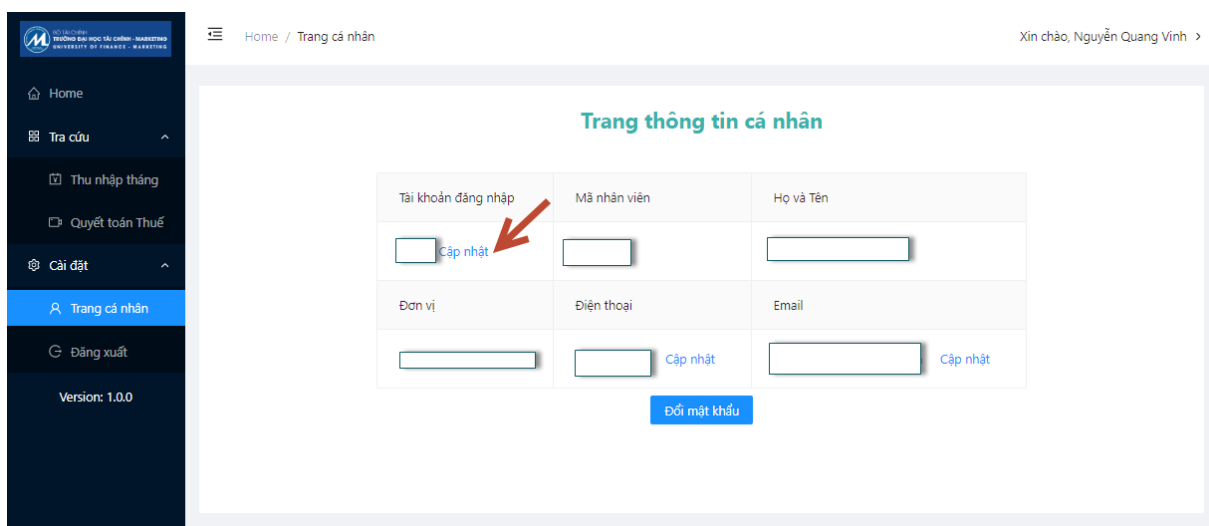 BỘ TÀI CHÍNH
TRƯỜNG ĐẠI HỌC TÀI CHÍNH - MARKETING
UNIVERSITY OF FINANCE - MARKETING
Home / Trang cá nhân
Xin chào, Nguyễn Quang Vinh >
Home
Tra cứu
Thu nhập tháng
Quyết toán Thuế
Cài đặt
Trang cá nhân
Đăng xuất
Version: 1.0.0
Trang thông tin cá nhân
Tài khoản đăng nhập Mã nhân viên Họ và Tên
Cập nhật
Đơn vị Điện thoại Email
Cập nhật Cập nhật
Đổi mật khẩu